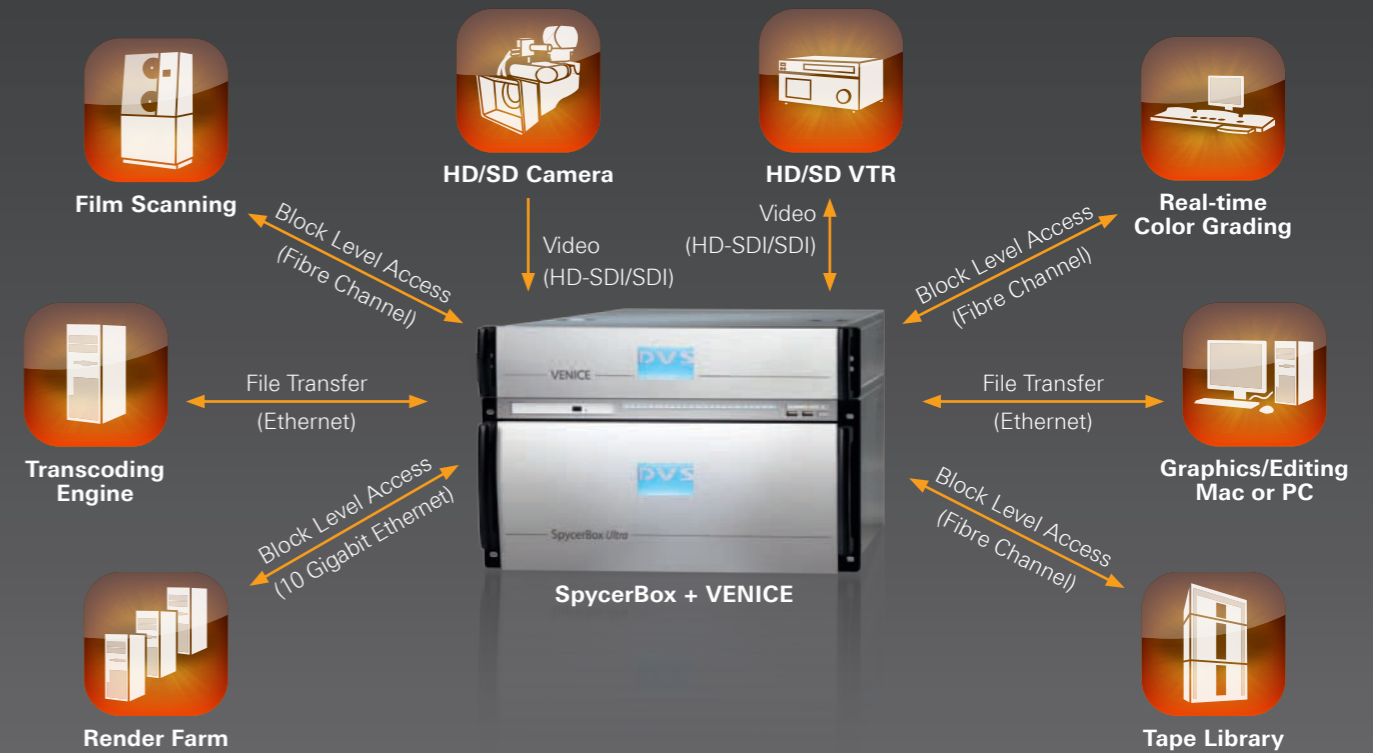 HD/SD Camera
HD/SD VTR
Film Scanning
Real-time
Color Grading
Block Level Access
(Fibre Channel)
Video
(HD-SDI/SDI)
Video
(HD-SDI/SDI)
Block Level Access
(Fibre Channel)
Transcoding
Engine
File Transfer
(Ethernet)
DVS
VENICE
DVS
SpycerBox Ultra
SpycerBox + VENICE
File Transfer
(Ethernet)
Graphics/Editing
Mac or PC
Block Level Access
(10 Gigabit Ethernet)
Block Level Access
(Fibre Channel)
Render Farm
Tape Library